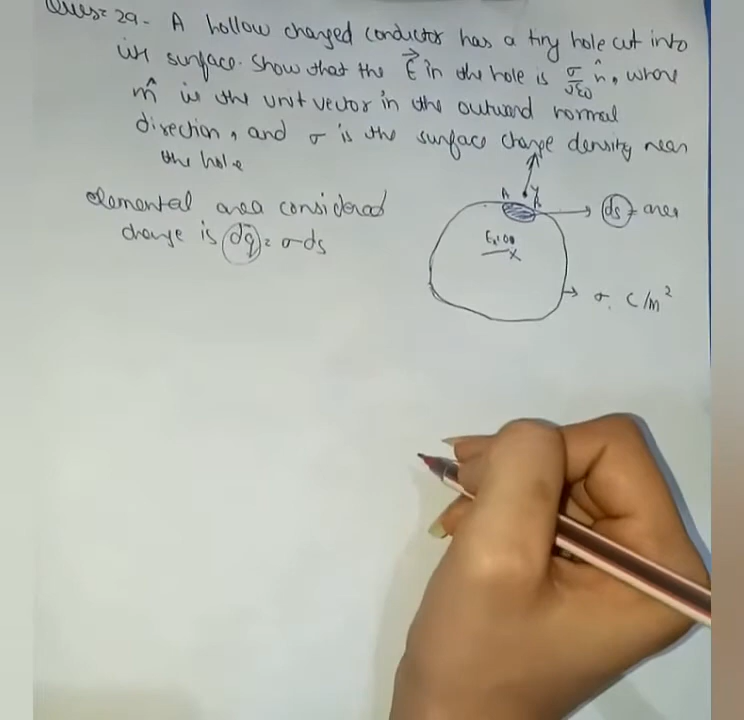 Ques= 29- A hollow charged conductor has a tiny hole cut into
its surface. Show that the E⃗ in the hole is σ/2ε0 n̂, where
n̂ is the unit vector in the outward normal
direction, and σ is the surface charge density near
the hole
elemental area considered
charge is dq = σds
A
Y
ds = area
X
σ. C/m²